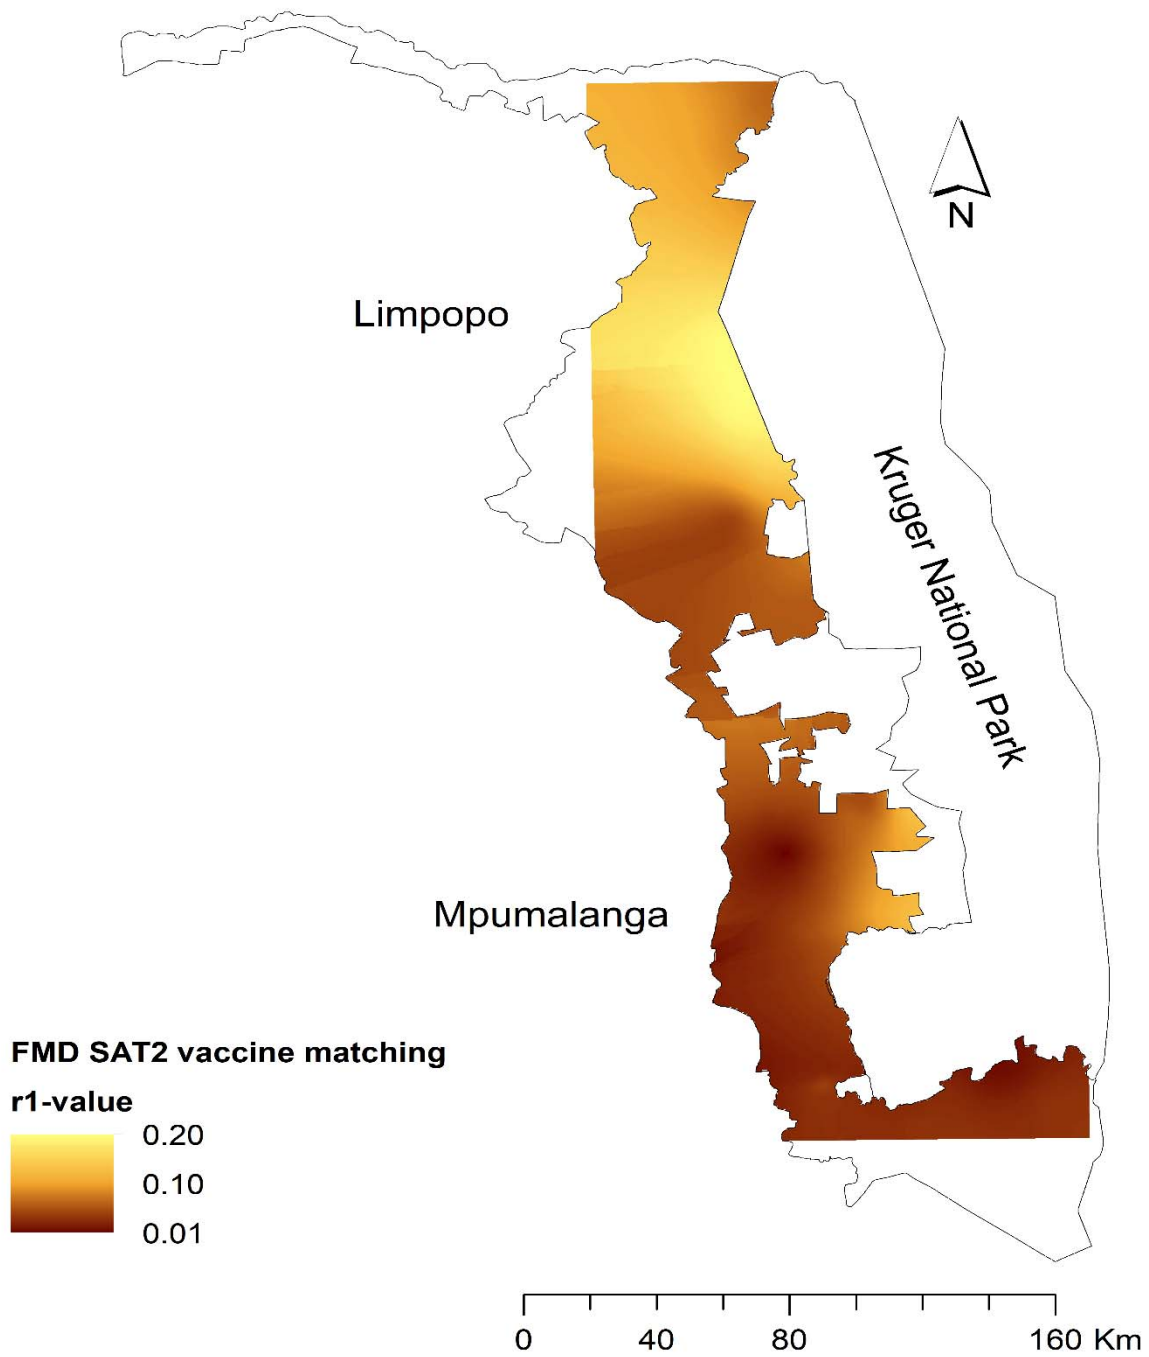 N
Limpopo
Kruger National Park
Mpumalanga
FMD SAT2 vaccine matching
r1-value
0.20
0.10
0.01
0 40 80 160 Km